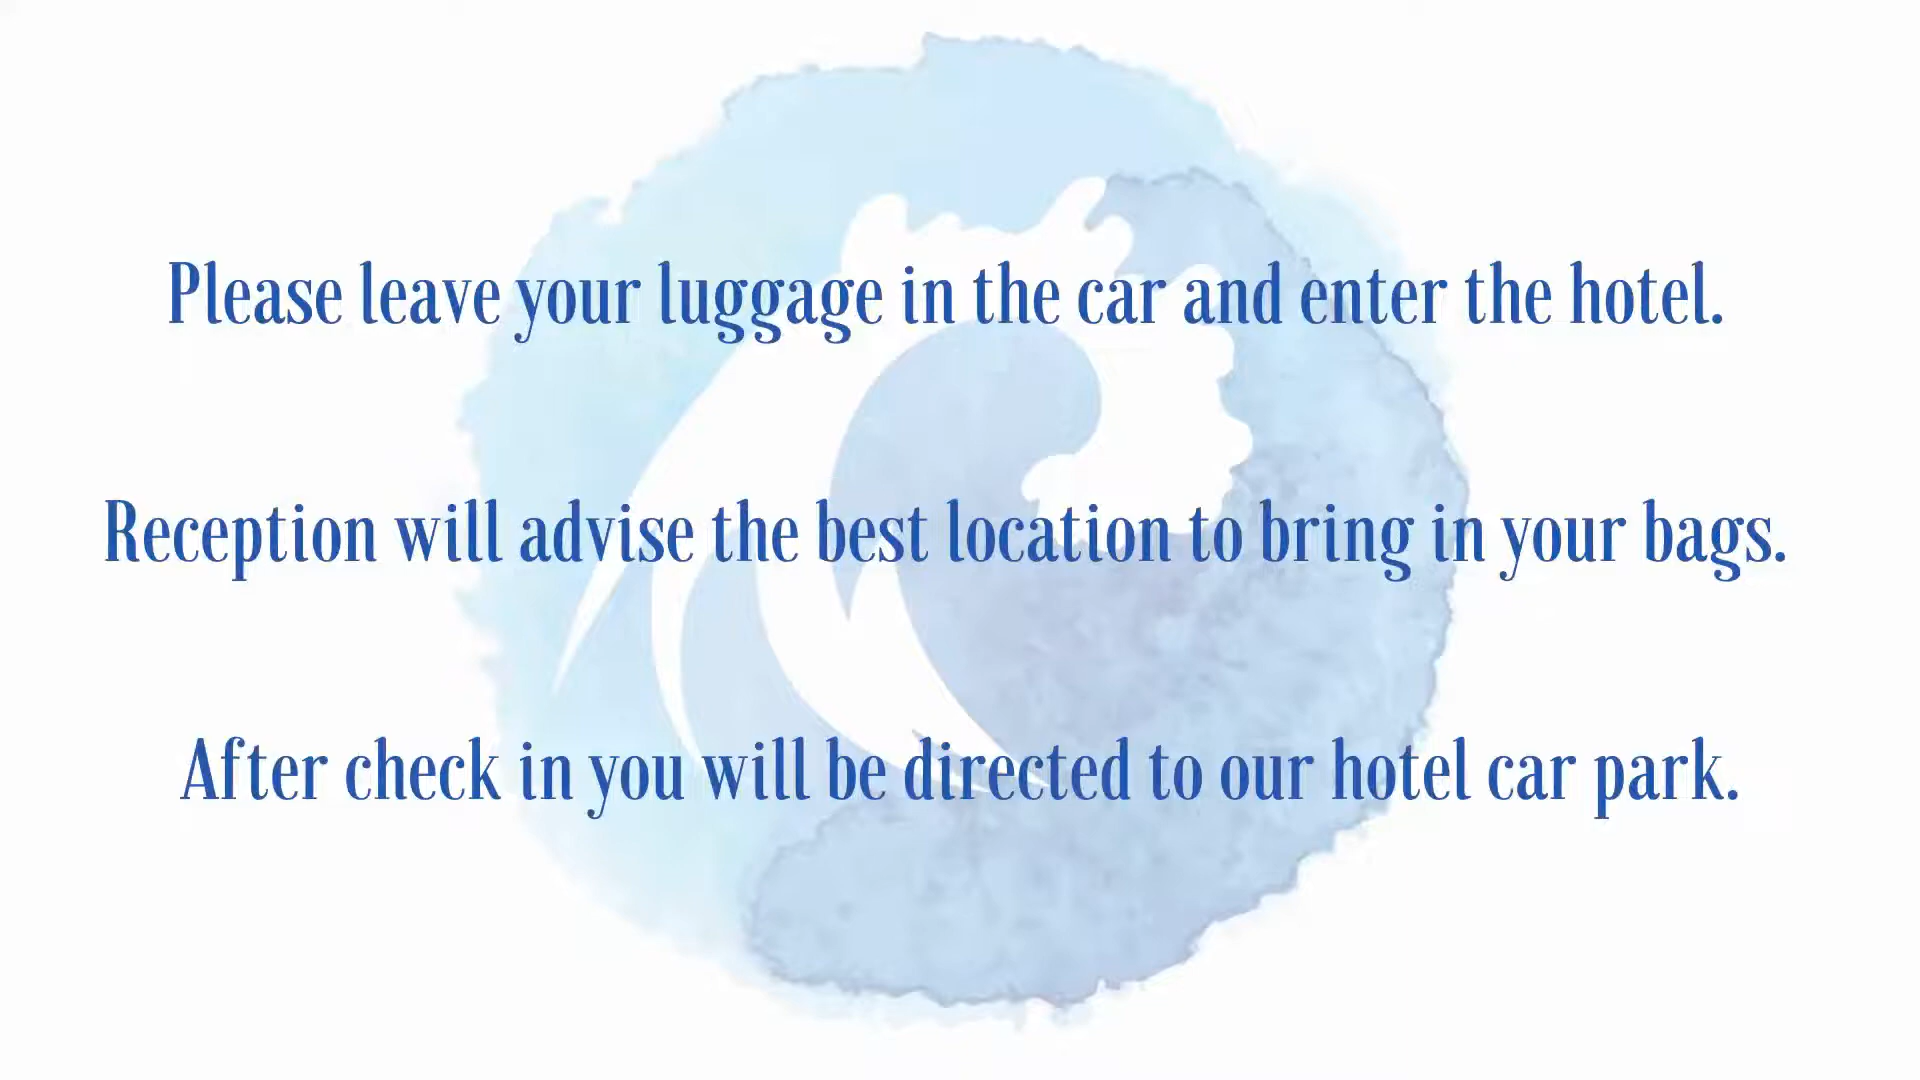 Please leave your luggage in the car and enter the hotel.
Reception will advise the best location to bring in your bags.
After check in you will be directed to our hotel car park.